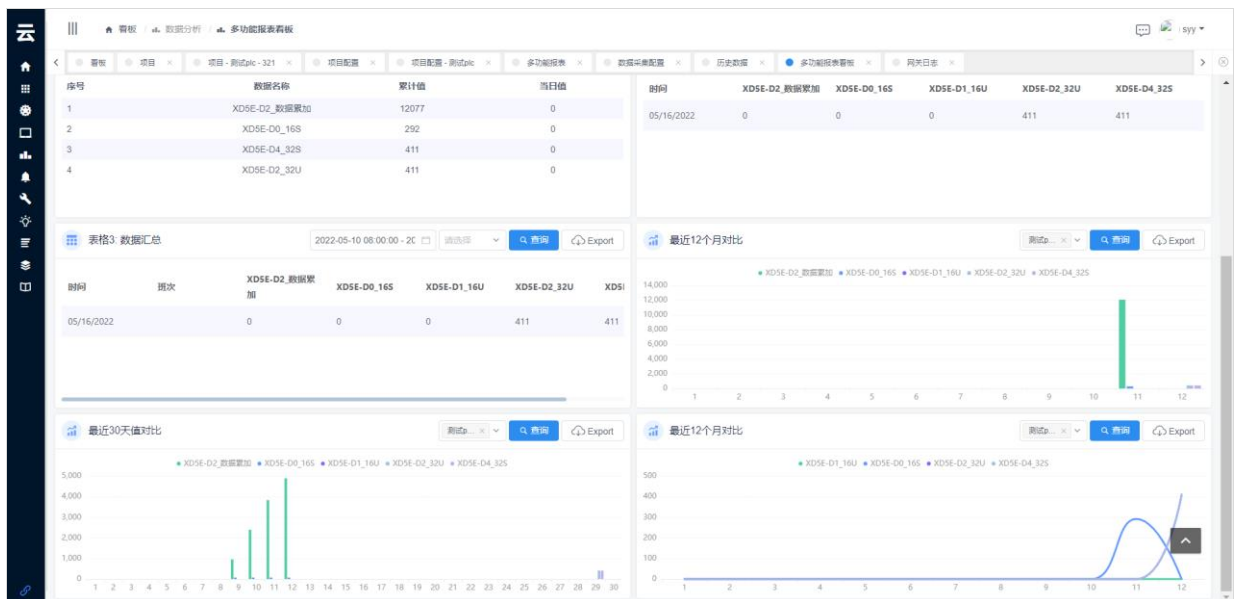 云
看板 / 数据分析 / 多功能报表看板
syy
看板
项目 ×
项目 - 测试plc - 321 ×
项目配置 ×
项目配置 - 测试plc ×
多功能报表 ×
数据采集配置 ×
历史数据 ×
多功能报表看板 ×
网关日志 ×
序号 数据名称 累计值 当日值
1 XD5E-D2_数据累加 12077 0
2 XD5E-D0_16S 292 0
3 XD5E-D4_32S 411 0
4 XD5E-D2_32U 411 0
时间 XD5E-D2_数据累加 XD5E-D0_16S XD5E-D1_16U XD5E-D2_32U XD5E-D4_32S
05/16/2022 0 0 0 411 411
表格3: 数据汇总 2022-05-10 08:00:00 - 2C 请选择 查询 Export
时间 班次 XD5E-D2_数据累
加 XD5E-D0_16S XD5E-D1_16U XD5E-D2_32U XD5I
05/16/2022 0 0 0 411 411
最近12个月对比 测试p... × 查询 Export
XD5E-D2_数据累加 XD5E-D0_16S XD5E-D1_16U XD5E-D2_32U XD5E-D4_32S
14,000
12,000
10,000
8,000
6,000
4,000
2,000
0
1 2 3 4 5 6 7 8 9 10 11 12
最近30天值对比 测试p... × 查询 Export
XD5E-D2_数据累加 XD5E-D0_16S XD5E-D1_16U XD5E-D2_32U XD5E-D4_32S
5,000
4,000
3,000
2,000
1,000
0
1 2 3 4 5 6 7 8 9 10 11 12 13 14 15 16 17 18 19 20 21 22 23 24 25 26 27 28 29 30
最近12个月对比 测试p... × 查询 Export
XD5E-D1_16U XD5E-D0_16S XD5E-D2_32U XD5E-D4_32S
500
400
300
200
100
0
1 2 3 4 5 6 7 8 9 10 11 12